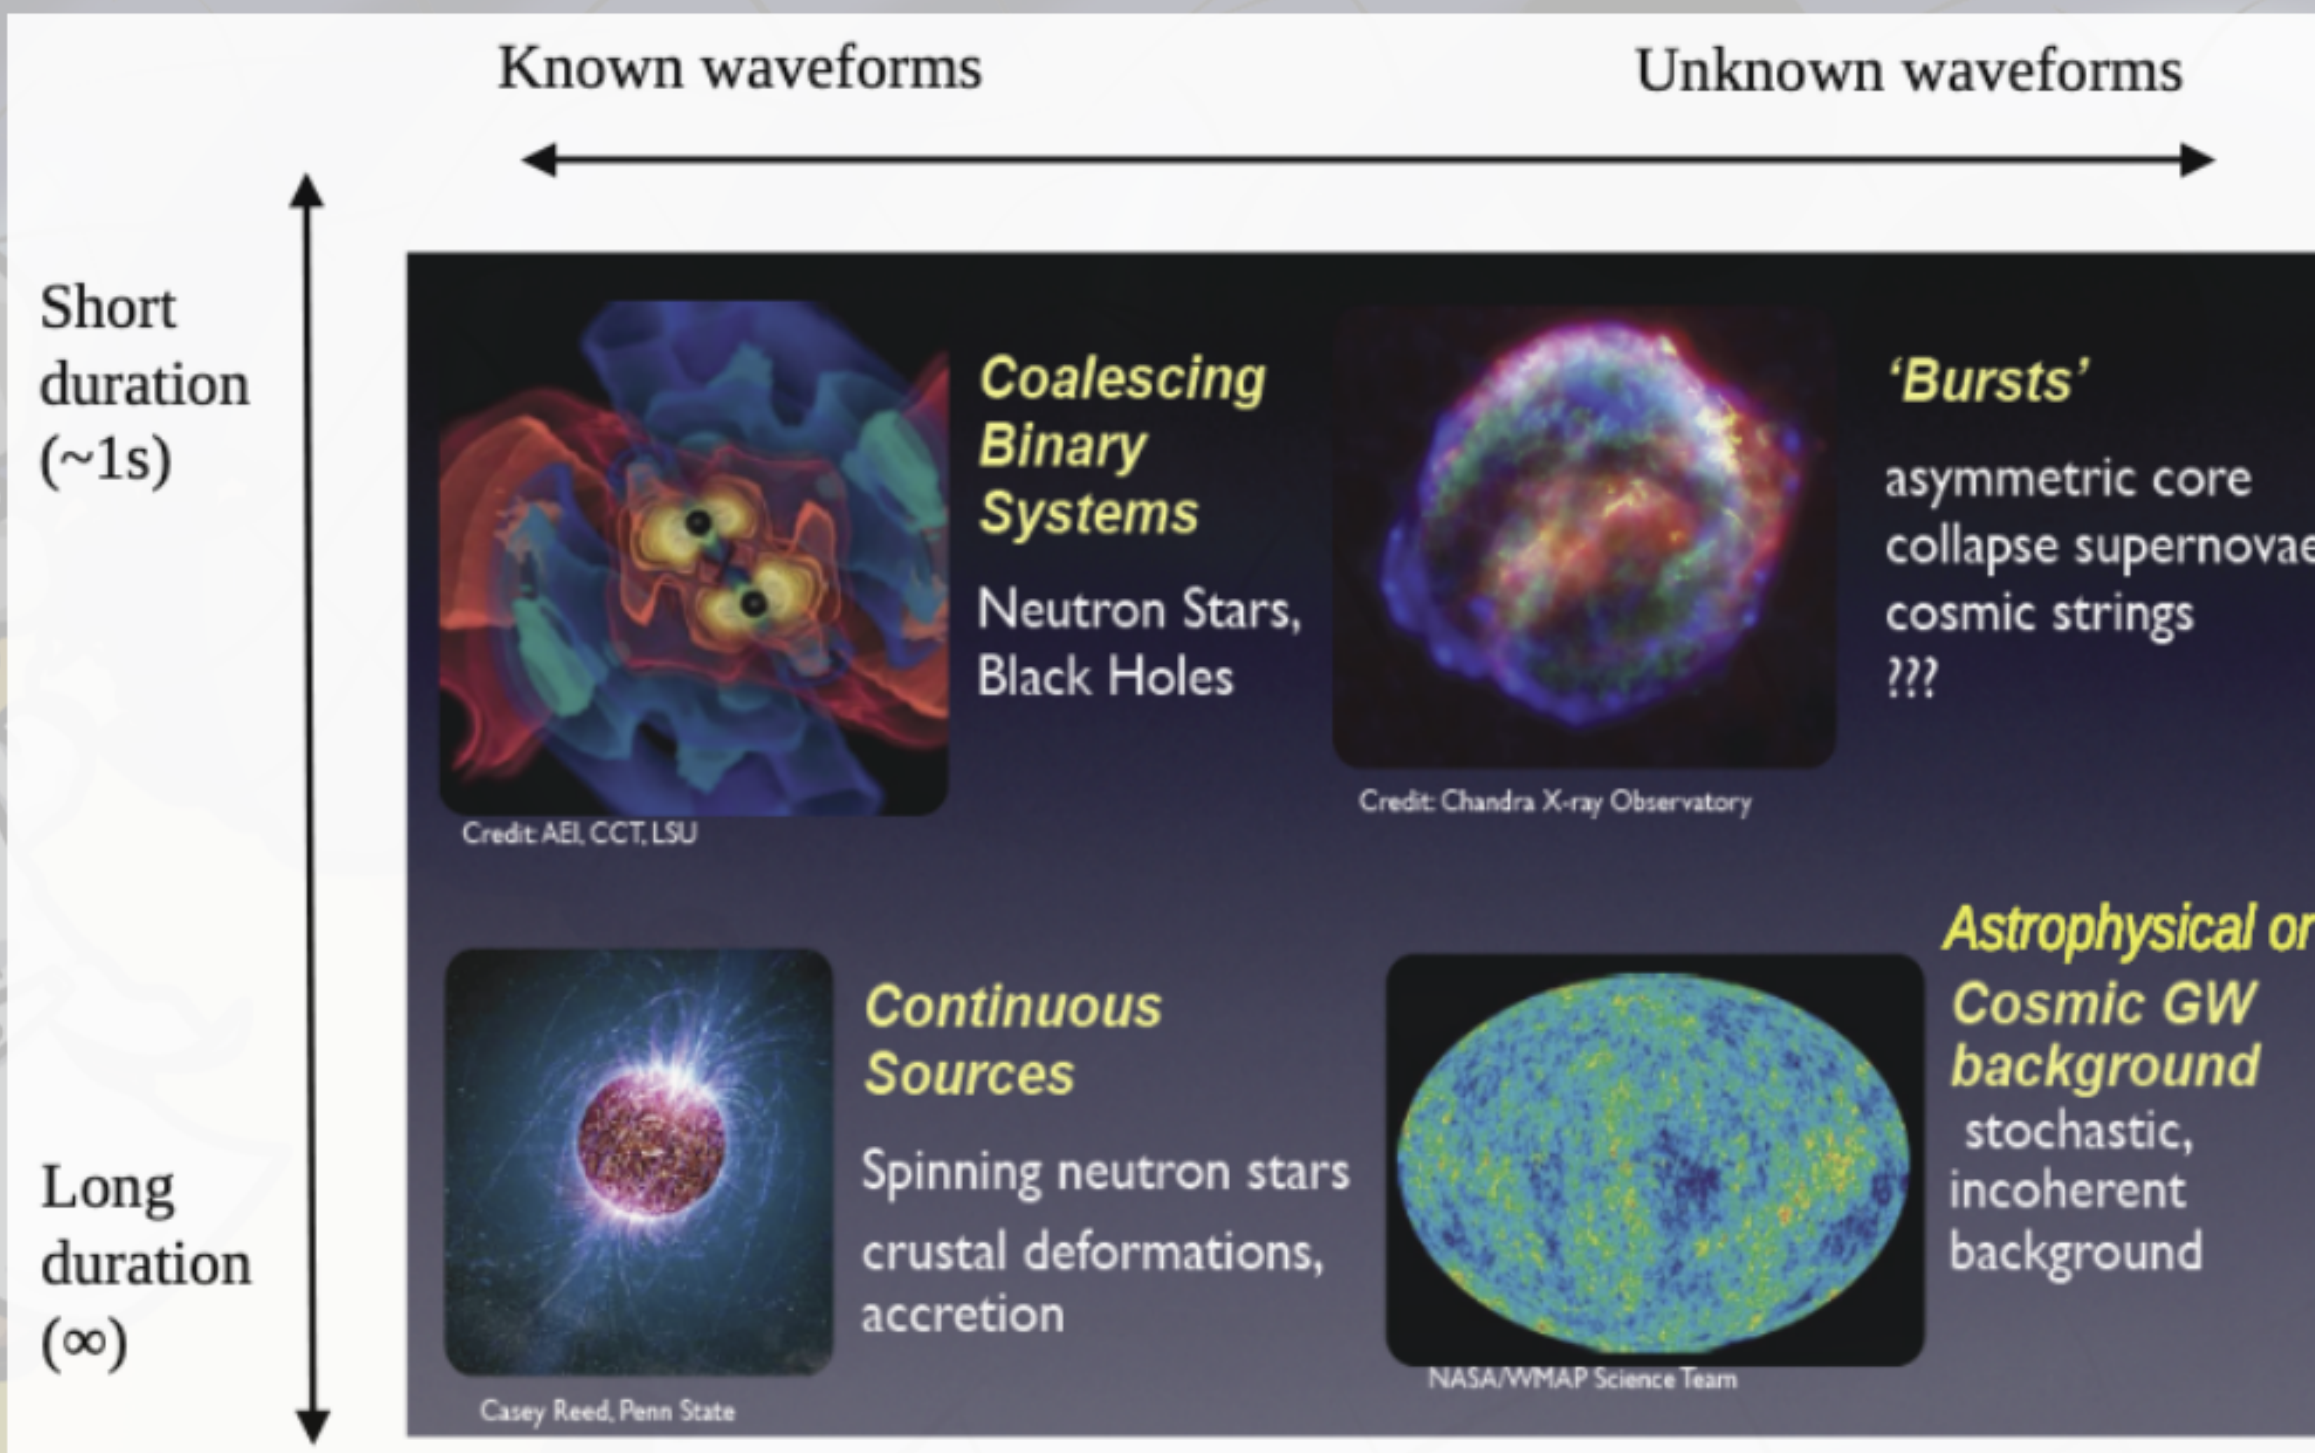 Known waveforms
Unknown waveforms
Short
duration
(~1s)
Coalescing
Binary
Systems
Neutron Stars,
Black Holes
Credit: AEI, CCT, LSU
‘Bursts’
asymmetric core
collapse supernovae
cosmic strings
???
Credit: Chandra X-ray Observatory
Long
duration
(∞)
Continuous
Sources
Spinning neutron stars
crustal deformations,
accretion
Casey Reed, Penn State
Astrophysical or
Cosmic GW
background
stochastic,
incoherent
background
NASA/WMAP Science Team